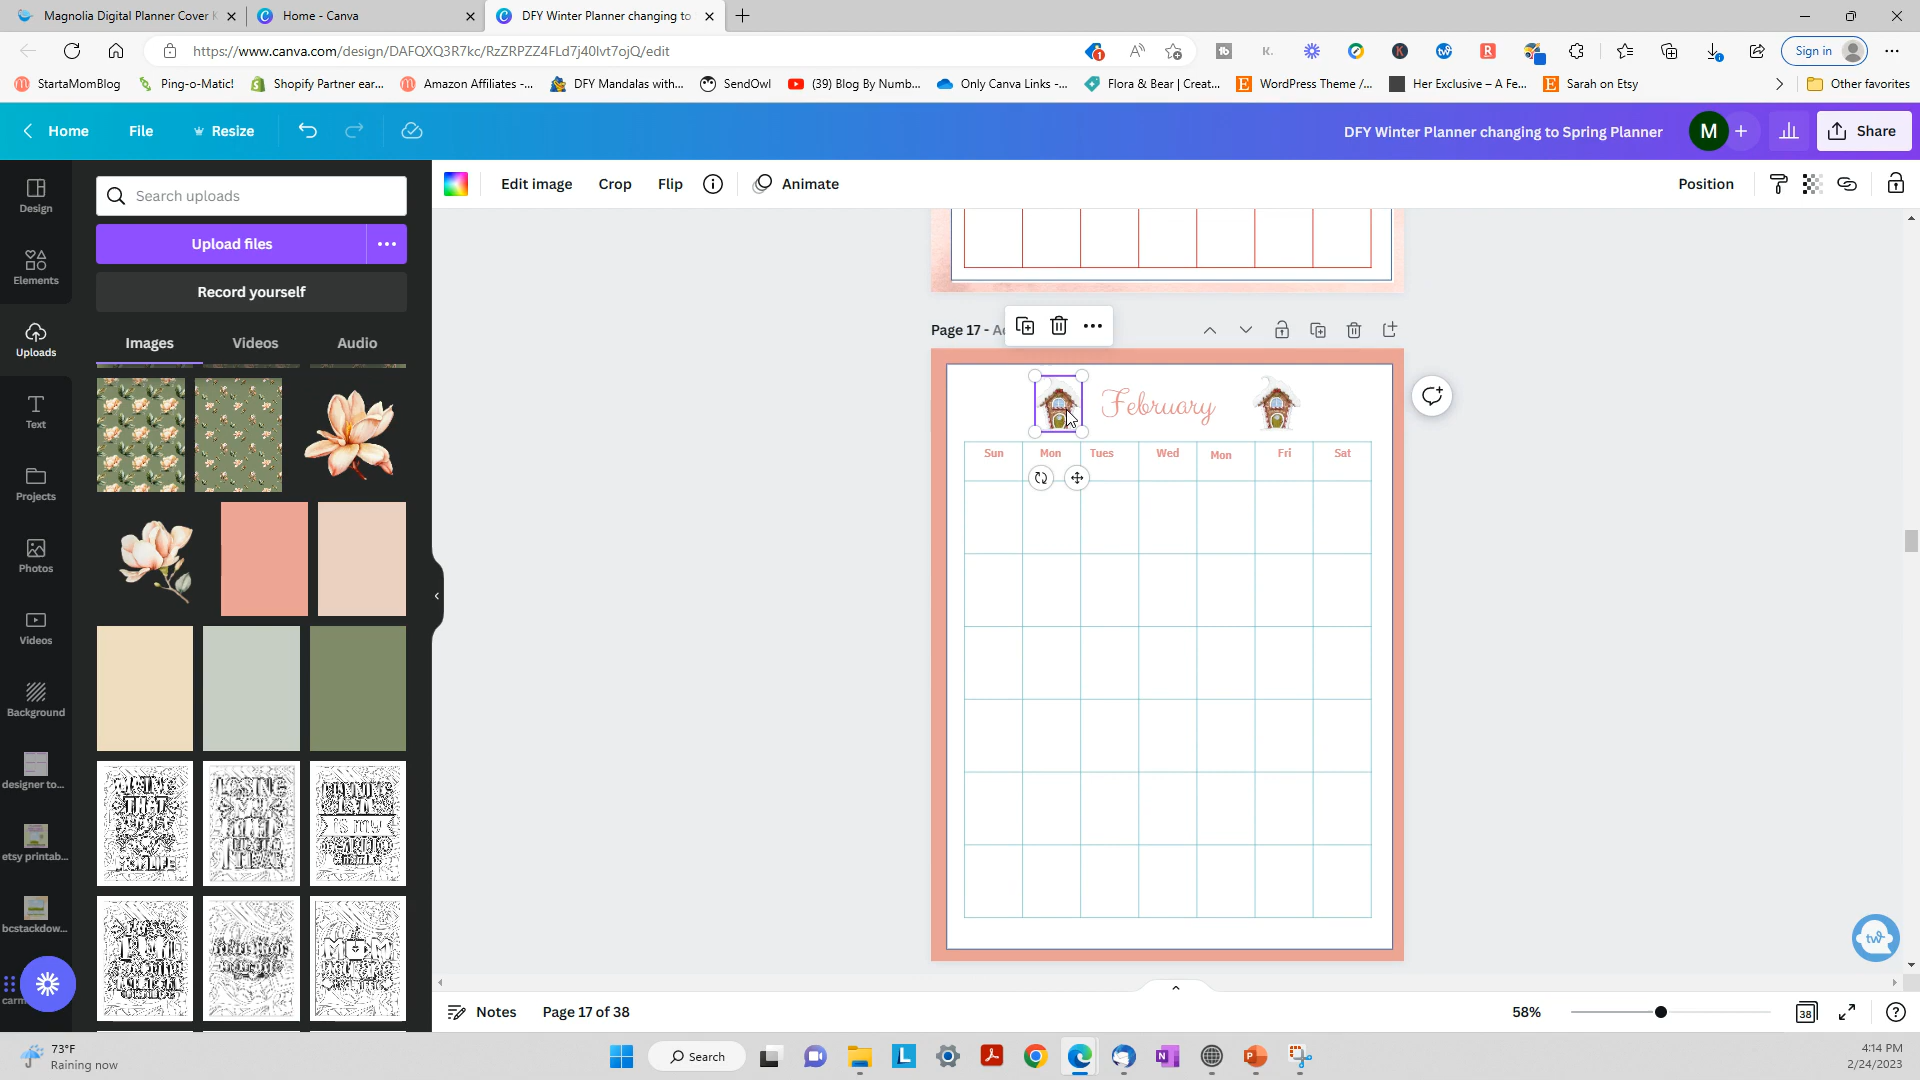 Magnolia Digital Planner Cover K
Home - Canva
DFY Winter Planner changing to
https://www.canva.com/design/DAFQXQ3R7kc/RzZRPZZ4FLd7j40lvt7ojQ/edit
Sign in
StartaMomBlog
Ping-o-Matic!
Shopify Partner ear...
Amazon Affiliates -...
DFY Mandalas with...
SendOwl
(39) Blog By Numb...
Only Canva Links -...
Flora & Bear | Creat...
WordPress Theme /...
Her Exclusive – A Fe...
Sarah on Etsy
Other favorites
Home
File
Resize
DFY Winter Planner changing to Spring Planner
M
Share
Design
Elements
Uploads
Text
Projects
Photos
Videos
Background
designer to...
etsy printab...
bcstackdow...
Search uploads
Upload files
Record yourself
Images
Videos
Audio
Edit image
Crop
Flip
Animate
Position
Page 17 -
February
Sun Mon Tues Wed Mon Fri Sat
Notes
Page 17 of 38
58%
38
73°F
Raining now
Search
4:14 PM
2/24/2023